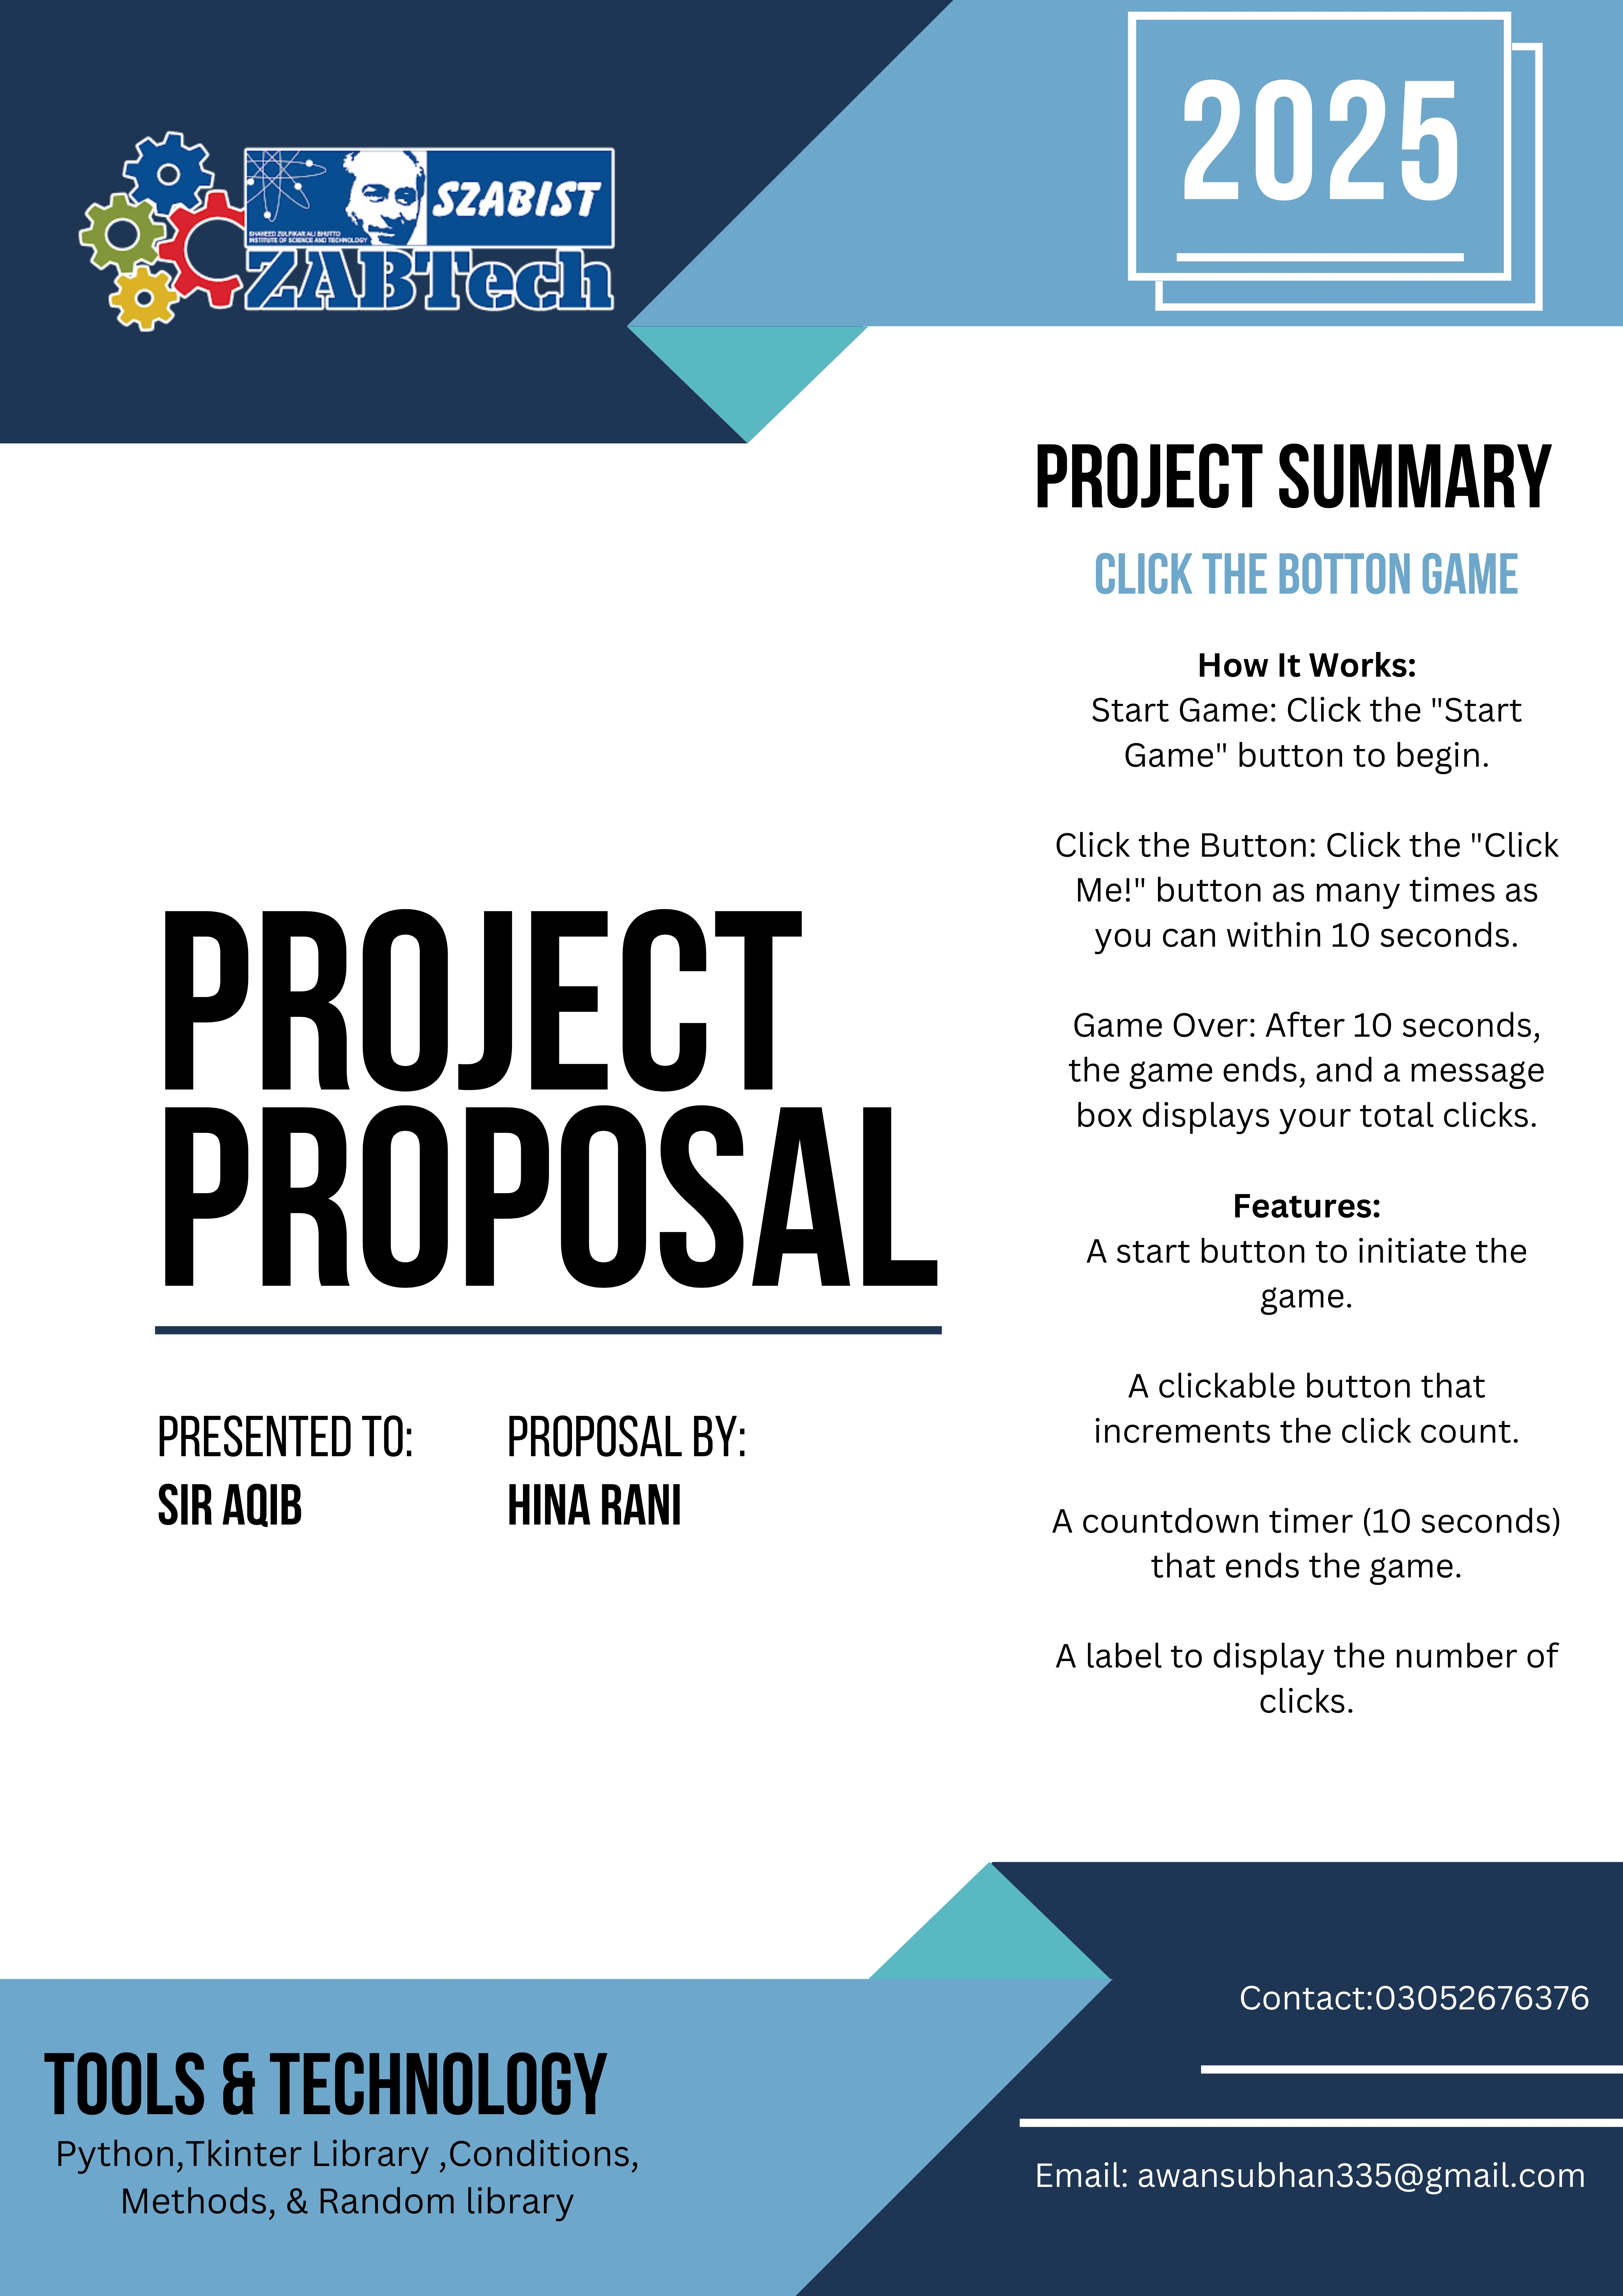 SZABIST
SHAHEED ZULFIKAR ALI BHUTTO
INSTITUTE OF SCIENCE AND TECHNOLOGY
ZABTech
2025
PROJECT SUMMARY
CLICK THE BOTTON GAME
How It Works:
Start Game: Click the "Start
Game" button to begin.
Click the Button: Click the "Click
Me!" button as many times as
you can within 10 seconds.
Game Over: After 10 seconds,
the game ends, and a message
box displays your total clicks.
Features:
A start button to initiate the
game.
A clickable button that
increments the click count.
A countdown timer (10 seconds)
that ends the game.
A label to display the number of
clicks.
PROJECT
PROPOSAL
PRESENTED TO:
SIR AQIB
PROPOSAL BY:
HINA RANI
TOOLS & TECHNOLOGY
Python,Tkinter Library ,Conditions,
Methods, & Random library
Contact:03052676376
Email: awansubhan335@gmail.com